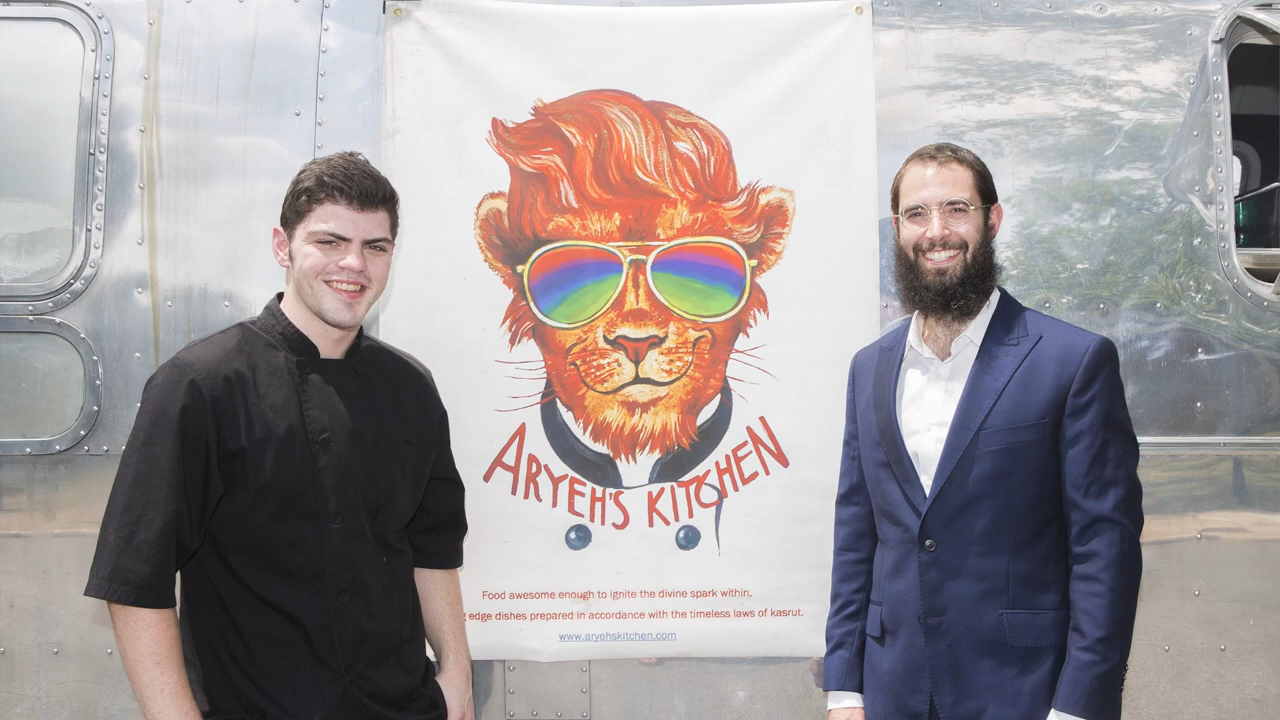 ARYEH'S KITCHEN
Food awesome enough to ignite the divine spark within.
edge dishes prepared in accordance with the timeless laws of kasrut.
www.aryehskitchen.com